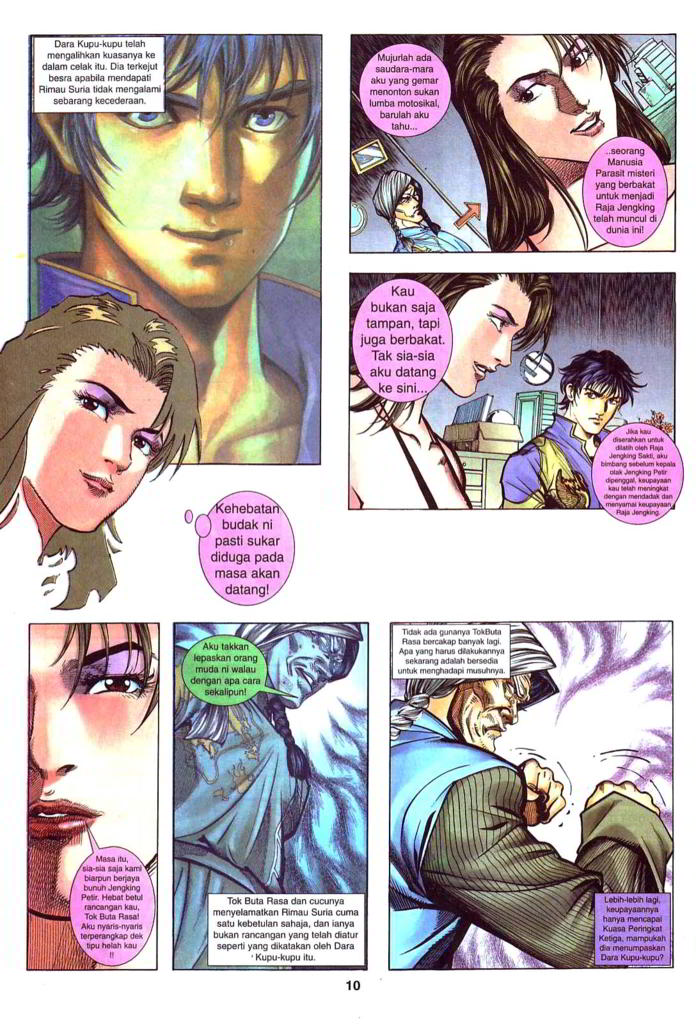 Dara Kupu-kupu telah
mengalihkan kuasanya ke
dalam celak itu. Dia terkejut
besra apabila mendapati
Rimau Suria tidak mengalami
sebarang kecederaan.
Mujurlah ada
saudara-mara
aku yang gemar
menonton sukan
lumba motosikal,
barulah aku
tahu...
..seorang
Manusia
Parasit misteri
yang berbakat
untuk menjadi
Raja Jengking
telah muncul di
dunia ini!
Kau
bukan saja
tampan, tapi
juga berbakat.
Tak sia-sia
aku datang
ke sini...
Jika kau
diserahkan untuk
dilatih oleh Raja
Jengking Sakti, aku
bimbang sebelum kepala
otak Jengking Petir
dipenggal, keupayaan
kau telah meningkat
dengan mendadak dan
menyamai keupayaan
Raja Jengking.
Kehebatan
budak ni
pasti sukar
diduga pada
masa akan
datang!
Masa itu,
sia-sia saja kami
biarpun berjaya
bunuh Jengking
Petir. Hebat betul
rancangan kau,
Tok Buta Rasa!
Aku nyaris-nyaris
terperangkap dek
tipu helah kau
!!
Aku takkan
lepaskan orang
muda ni walau
dengan apa cara
sekalipun!
Tok Buta Rasa dan cucunya
menyelamatkan Rimau Suria cuma
satu kebetulan sahaja, dan ianya
bukan rancangan yang telah diatur
seperti yang dikatakan oleh Dara
Kupu-kupu itu.
Tidak ada gunanya TokButa
Rasa bercakap banyak lagi.
Apa yang harus dilakukannya
sekarang adalah bersedia
untuk menghadapi musuhnya.
Lebih-lebih lagi,
keupayaannya
hanya mencapai
Kuasa Peringkat
Ketiga, mampukah
dia menumpaskan
Dara Kupu-kupu?
10